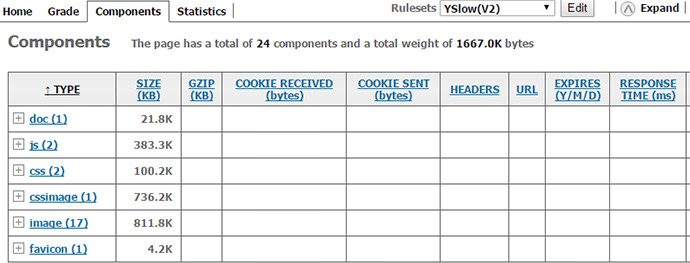 Home Grade Components Statistics Rulesets YSlow(V2) Edit Expand
Components The page has a total of 24 components and a total weight of 1667.0K bytes
↑ TYPE SIZE (KB) GZIP (KB) COOKIE RECEIVED (bytes) COOKIE SENT (bytes) HEADERS URL EXPIRES (Y/M/D) RESPONSE TIME (ms)
doc (1) 21.8K
js (2) 383.3K
css (2) 100.2K
cssimage (1) 736.2K
image (17) 811.8K
favicon (1) 4.2K